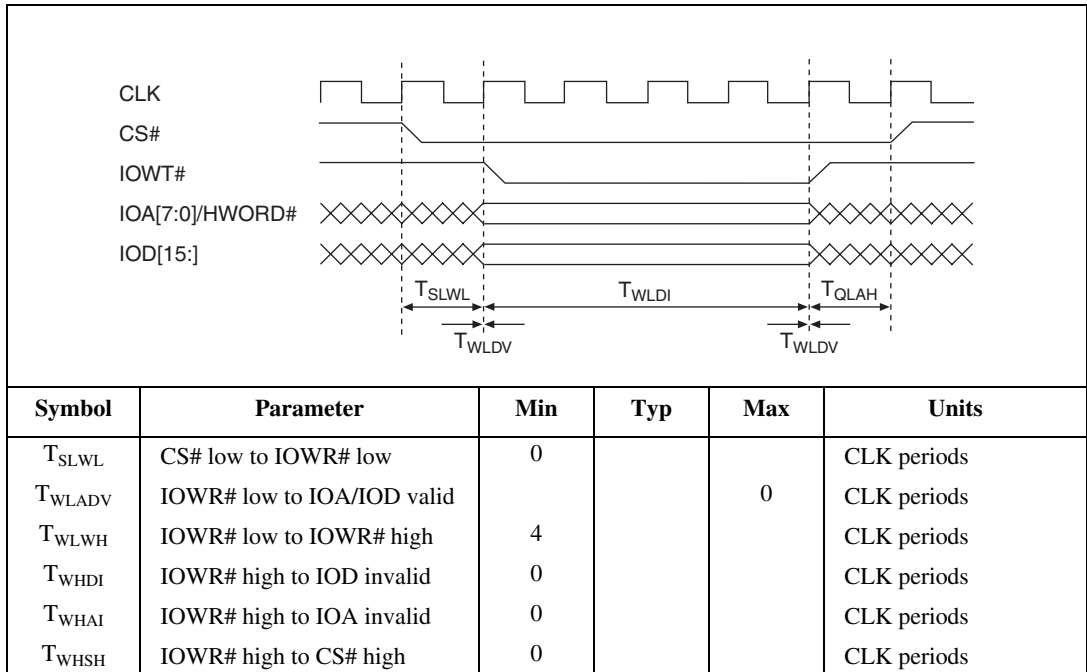 CLK
CS#
IOWT#
IOA[7:0]/HWORD#
IOD[15:]
TSLWL TWLDI TQLAH
TWLDV TWLDV
Symbol Parameter Min Typ Max Units
TSLWL CS# low to IOWR# low 0 CLK periods
TWLADV IOWR# low to IOA/IOD valid 0 CLK periods
TWLWH IOWR# low to IOWR# high 4 CLK periods
TWHDI IOWR# high to IOD invalid 0 CLK periods
TWHAI IOWR# high to IOA invalid 0 CLK periods
TWHSH IOWR# high to CS# high 0 CLK periods